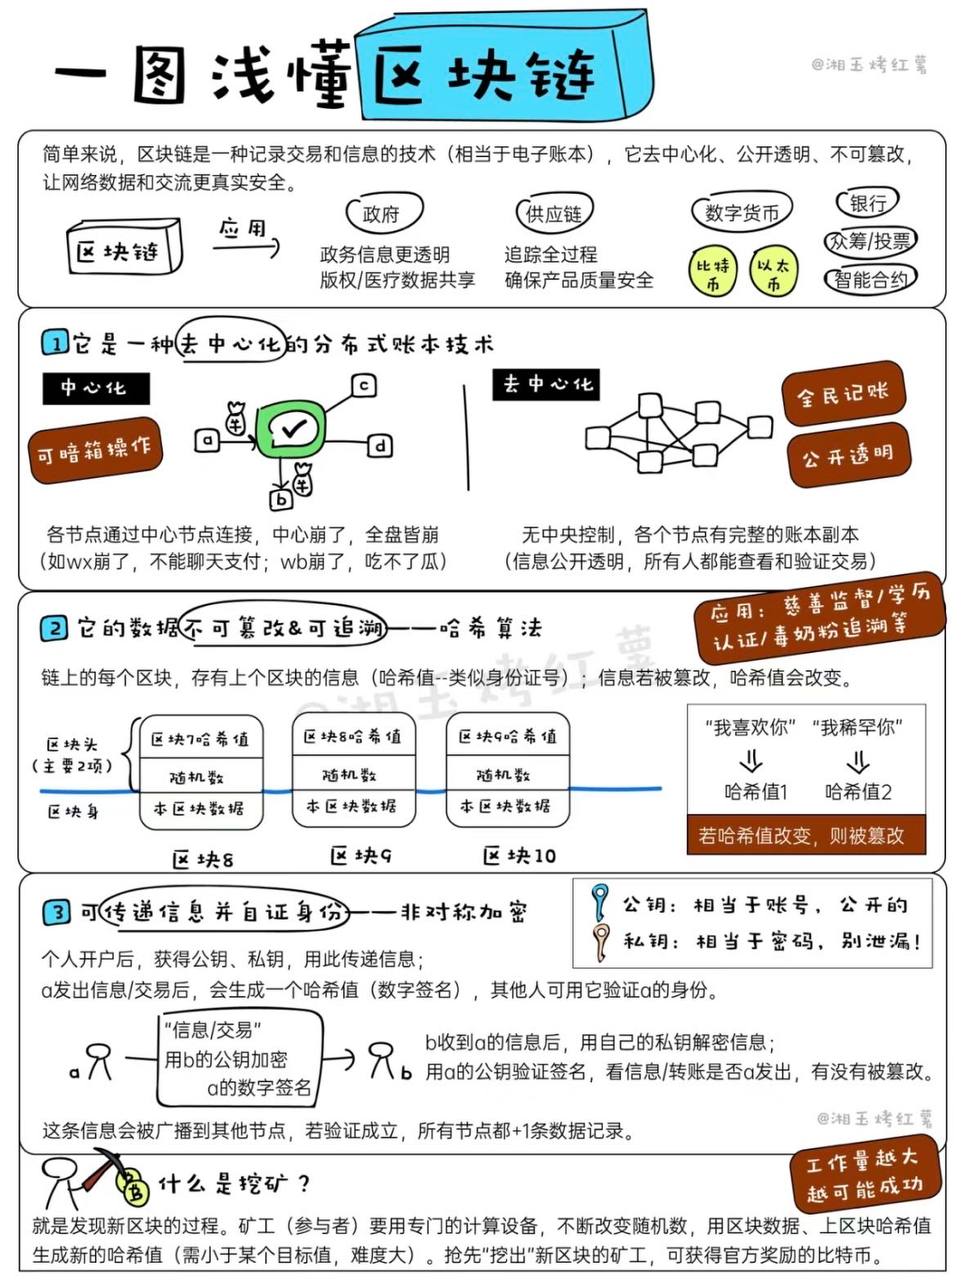 一图浅懂区块链
@湘玉烤红薯
简单来说，区块链是一种记录交易和信息的技术（相当于电子账本），它去中心化、公开透明、不可篡改，
让网络数据和交流更真实安全。
区块链
应用
政府
政务信息更透明
版权/医疗数据共享
供应链
追踪全过程
确保产品质量安全
数字货币
比特
币
以太
币
银行
众筹/投票
智能合约
1 它是一种去中心化的分布式账本技术
中心化
可暗箱操作
a
c
d
b
各节点通过中心节点连接，中心崩了，全盘皆崩
（如wx崩了，不能聊天支付；wb崩了，吃不了瓜）
去中心化
全民记账
公开透明
无中央控制，各个节点有完整的账本副本
（信息公开透明，所有人都能查看和验证交易）
2 它的数据不可篡改&可追溯——哈希算法
应用：慈善监督/学历
认证/毒奶粉追溯等
链上的每个区块，存有上个区块的信息（哈希值--类似身份证号）；信息若被篡改，哈希值会改变。
@湘玉烤红薯
区块头
（主要2项）
区块身
区块7哈希值
随机数
本区块数据
区块8
区块8哈希值
随机数
本区块数据
区块9
区块9哈希值
随机数
本区块数据
区块10
“我喜欢你” “我稀罕你”
哈希值1 哈希值2
若哈希值改变，则被篡改
3 可传递信息并自证身份——非对称加密
公钥：相当于账号，公开的
私钥：相当于密码，别泄漏！
个人开户后，获得公钥、私钥，用此传递信息；
a发出信息/交易后，会生成一个哈希值（数字签名），其他人可用它验证a的身份。
a
“信息/交易”
用b的公钥加密
a的数字签名
b
b收到a的信息后，用自己的私钥解密信息；
用a的公钥验证签名，看信息/转账是否a发出，有没有被篡改。
@湘玉烤红薯
这条信息会被广播到其他节点，若验证成立，所有节点都+1条数据记录。
什么是挖矿？
工作量越大
越可能成功
就是发现新区块的过程。矿工（参与者）要用专门的计算设备，不断改变随机数，用区块数据、上区块哈希值
生成新的哈希值（需小于某个目标值，难度大）。抢先“挖出”新区块的矿工，可获得官方奖励的比特币。